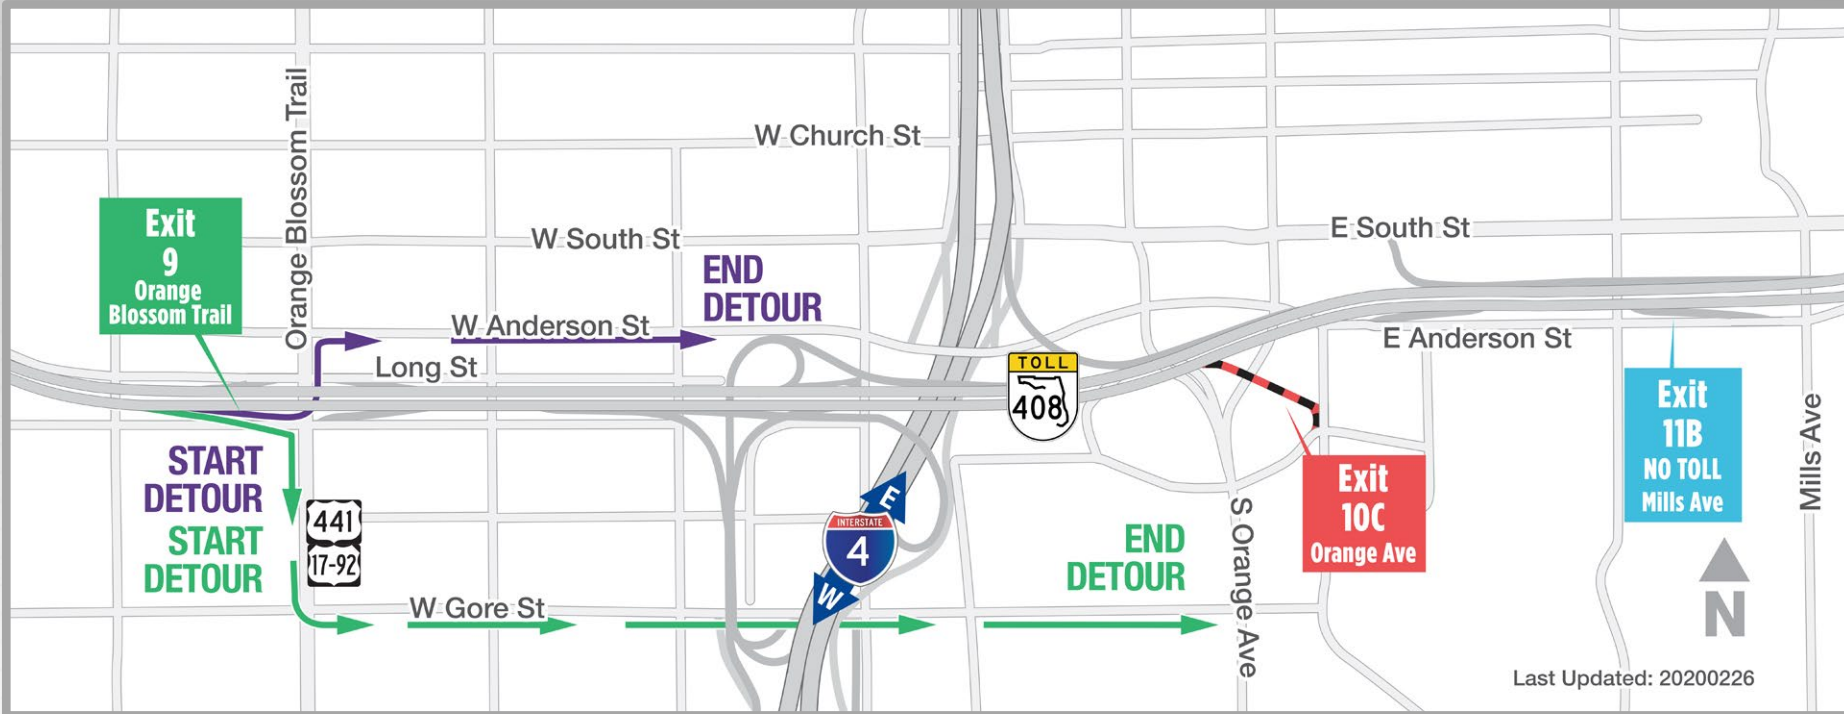 W Church St
Orange Blossom Trail
Exit
9
Orange
Blossom Trail
W South St
E South St
END
DETOUR
W Anderson St
E Anderson St
Long St
TOLL
408
START
DETOUR
START
DETOUR
441
17-92
E
INTERSTATE
4
W
W Gore St
END
DETOUR
S Orange Ave
Exit
10C
Orange Ave
Exit
11B
NO TOLL
Mills Ave
Mills Ave
N
Last Updated: 20200226